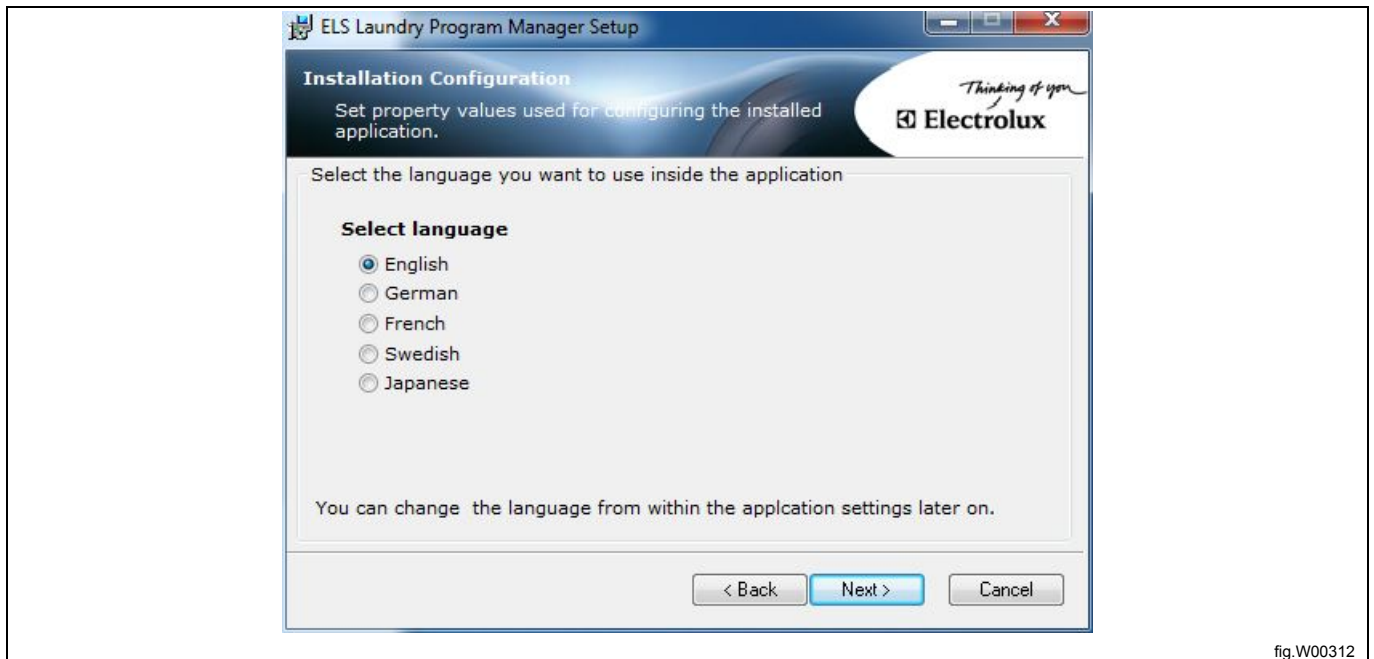 ELS Laundry Program Manager Setup
Installation Configuration
Thinking of you
Set property values used for configuring the installed
application.
Electrolux
Select the language you want to use inside the application
Select language
English
German
French
Swedish
Japanese
You can change  the language from within the applcation settings later on.
< Back
Next >
Cancel
fig.W00312